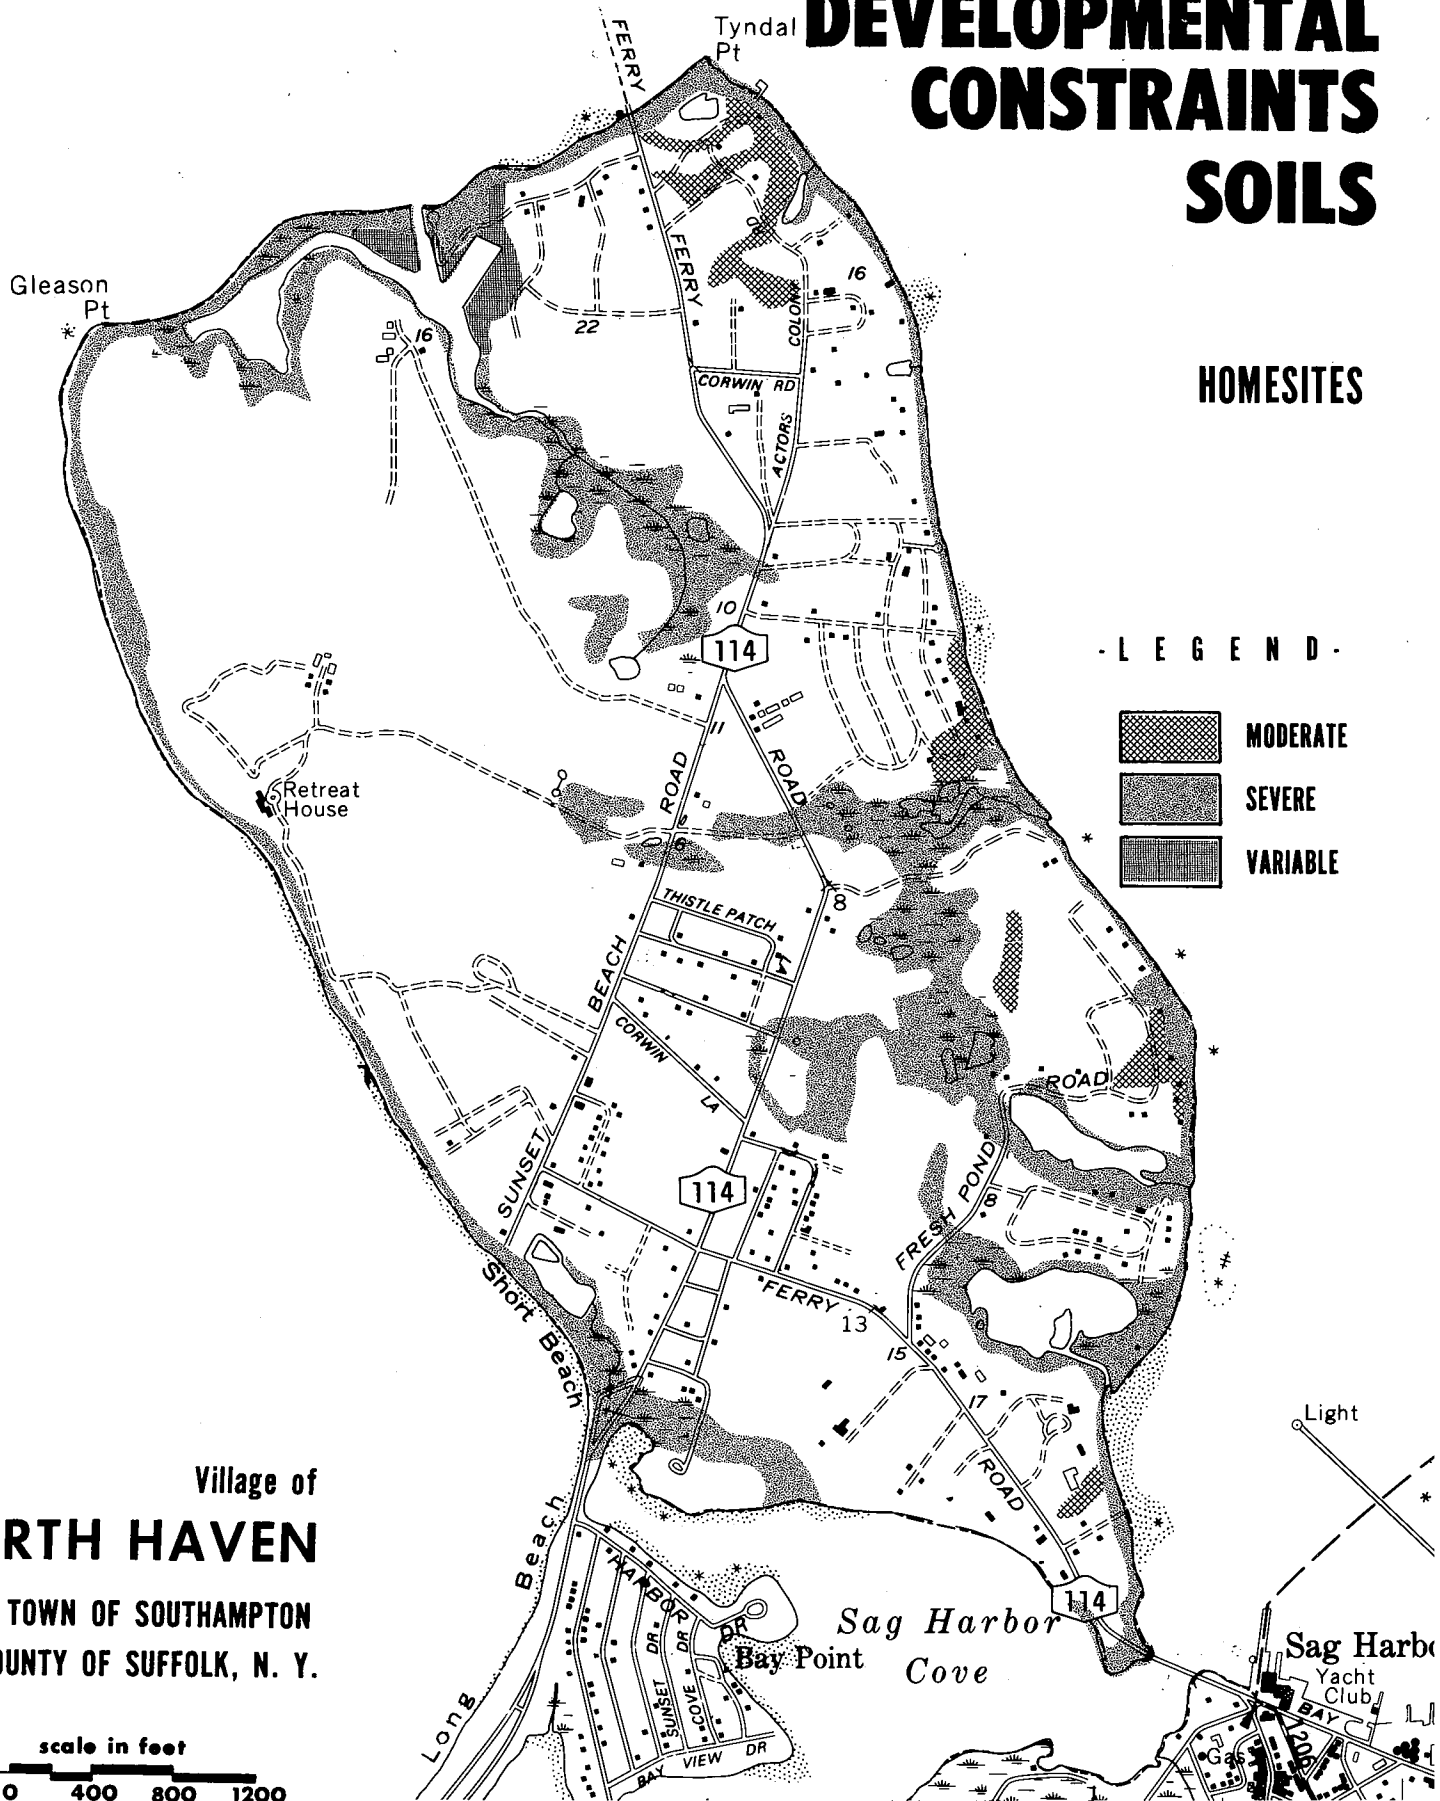 DEVELOPMENTAL
CONSTRAINTS
SOILS
HOMESITES
Tyndal
Pt
FERRY
Gleason
Pt
16
22
FERRY
16
COLONY
CORWIN RD
ACTORS
10
114
11
ROAD
ROAD
- L E G E N D -
MODERATE
SEVERE
VARIABLE
Retreat
House
6
8
THISTLE PATCH
LA
BEACH
CORWIN
LA
ROAD
SUNSET
114
FRESH POND
8
Short Beach
FERRY
13
15
17
ROAD
Light
Village of
RTH HAVEN
TOWN OF SOUTHAMPTON
OUNTY OF SUFFOLK, N. Y.
scale in feet
0 400 800 1200
Long Beach
HARBOR DR
SUNSET DR
COVE DR
BAY VIEW DR
Bay Point
Sag Harbor
Cove
114
Sag Harbo
Yacht
Club
BAY
1206
Gas